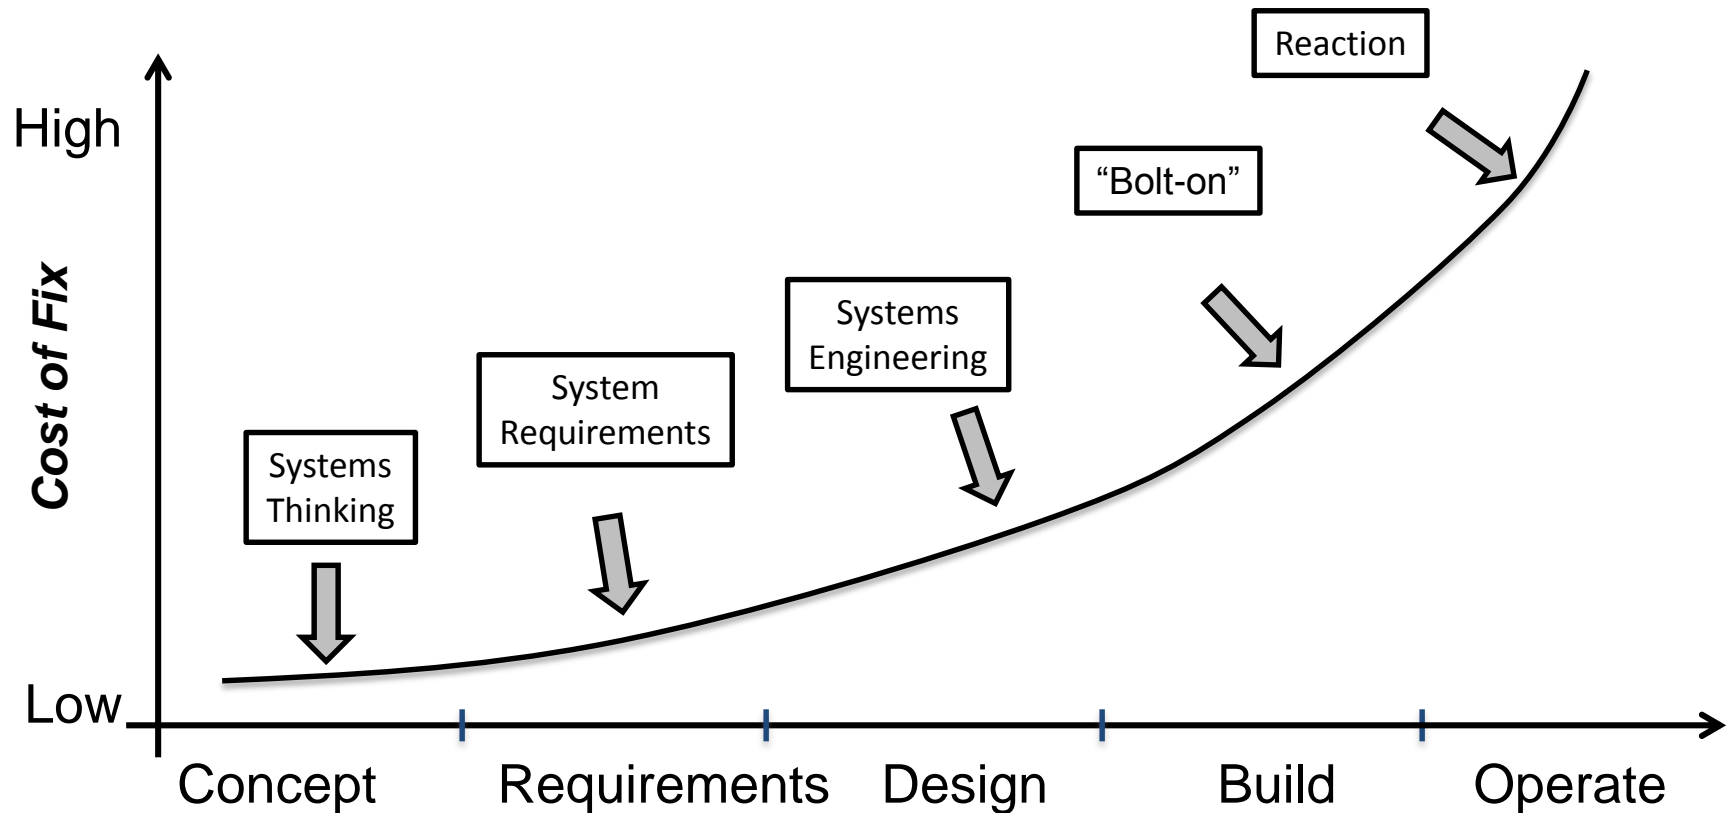 Reaction
High
“Bolt-on”
Cost of Fix
Systems
Engineering
System
Requirements
Systems
Thinking
Low
Concept
Requirements
Design
Build
Operate